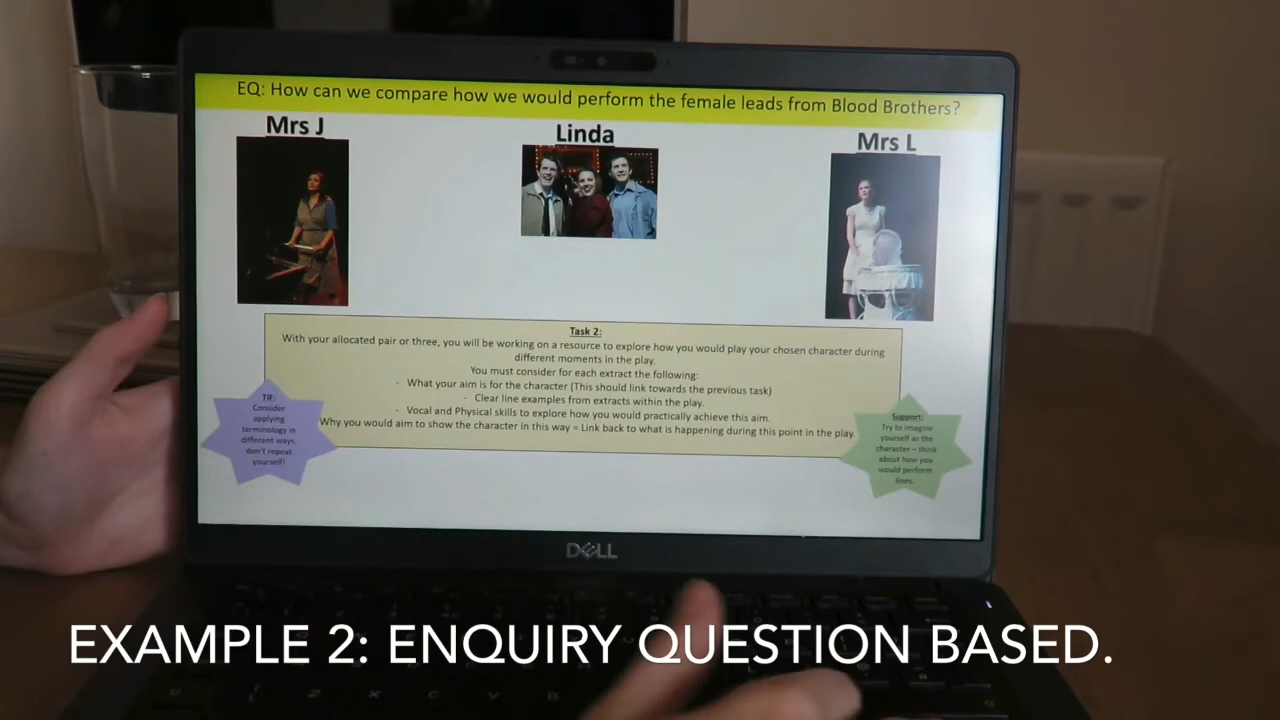 EQ: How can we compare how we would perform the female leads from Blood Brothers?
Mrs J
Linda
Mrs L
Task 2:
With your allocated pair or three, you will be working on a resource to explore how you would play your chosen character during
different moments in the play.
You must consider for each extract the following:
- What your aim is for the character (This should link towards the previous task)
- Clear line examples from extracts within the play.
- Vocal and Physical skills to explore how you would practically achieve this aim.
Why you would aim to show the character in this way = Link back to what is happening during this point in the play.
TIF:
Consider
applying
terminology in
different ways,
don't repeat
yourself!
Support:
Try to imagine
yourself as the
character – think
about how you
would perform
lines.
DELL
EXAMPLE 2: ENQUIRY QUESTION BASED.